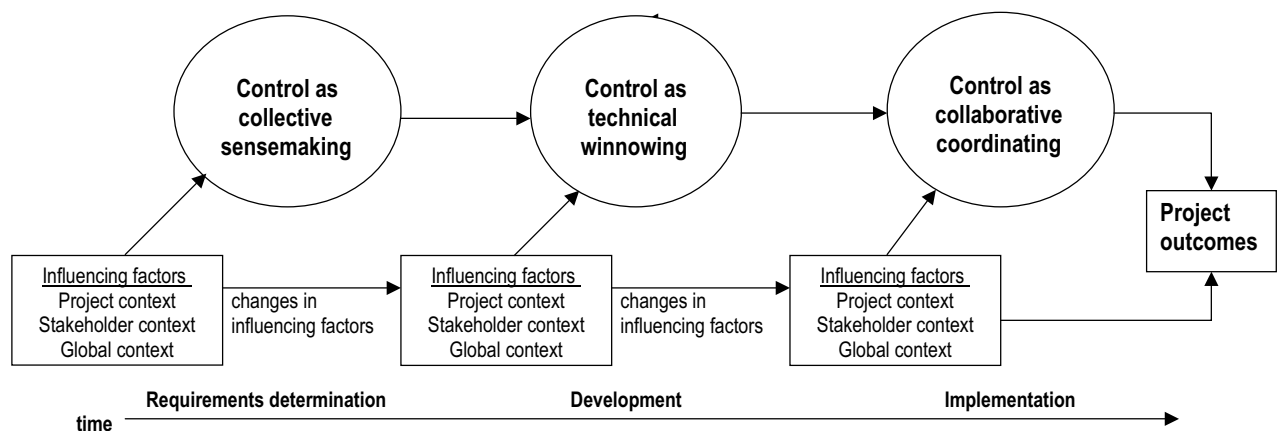 Control as
collective
sensemaking
Control as
technical
winnowing
Control as
collaborative
coordinating
Project
outcomes
Influencing factors
Project context
Stakeholder context
Global context
changes in
influencing factors
Influencing factors
Project context
Stakeholder context
Global context
changes in
influencing factors
Influencing factors
Project context
Stakeholder context
Global context
Requirements determination
Development
Implementation
time